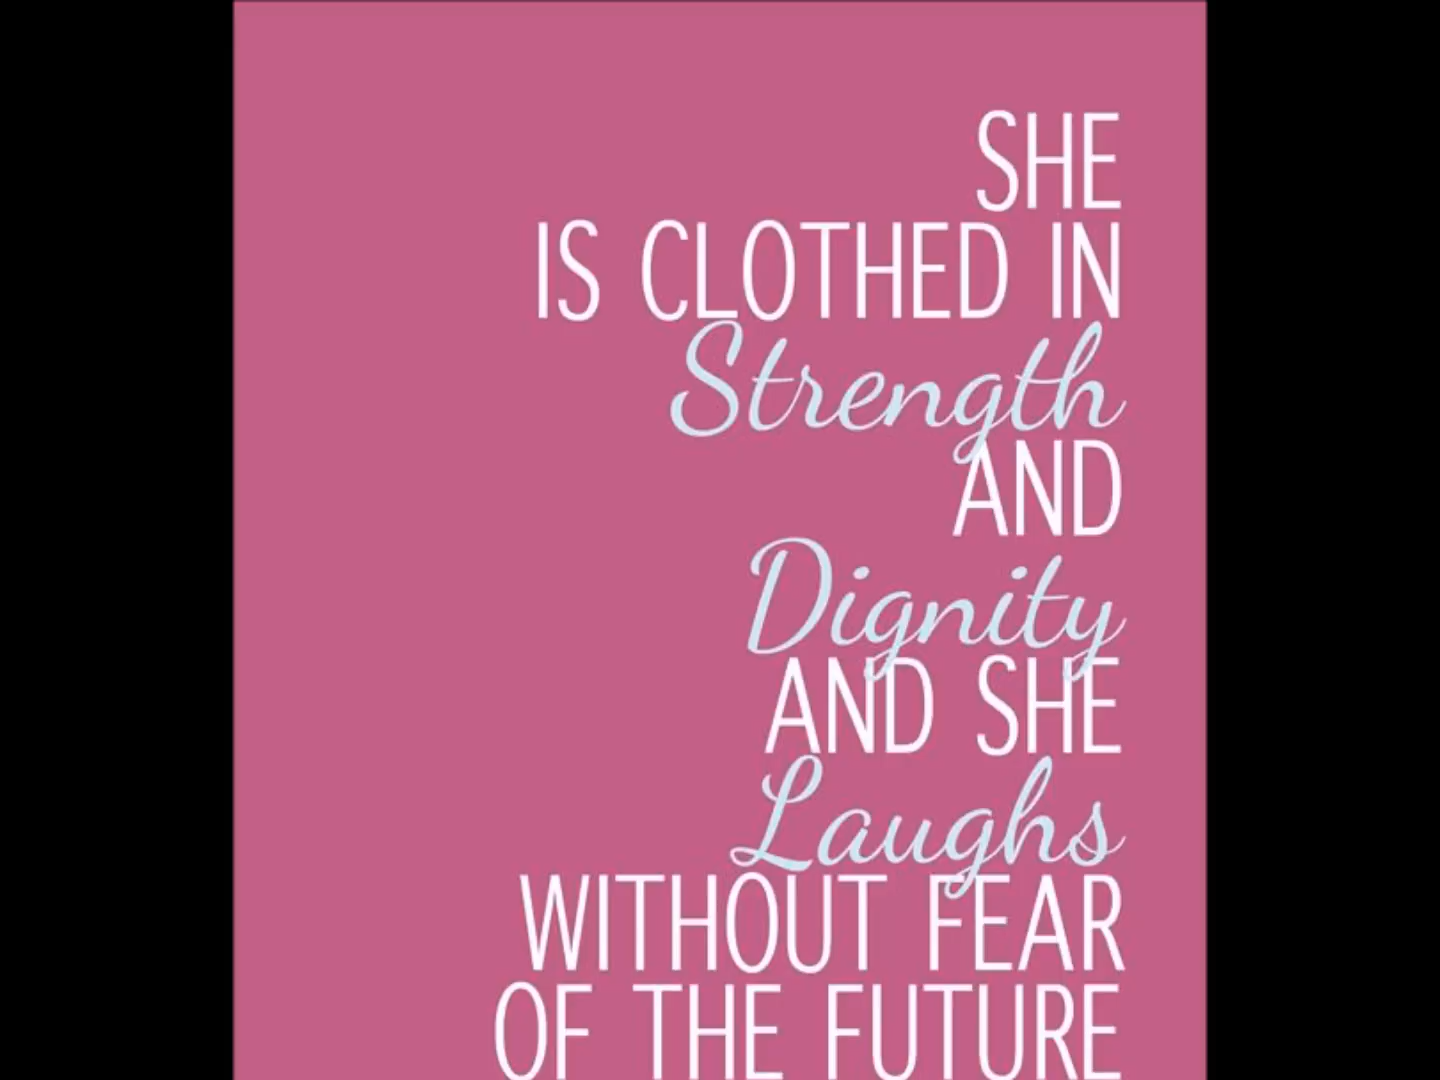 SHE
IS CLOTHED IN
Strength
AND
Dignity
AND SHE
Laughs
WITHOUT FEAR
OF THE FUTURE